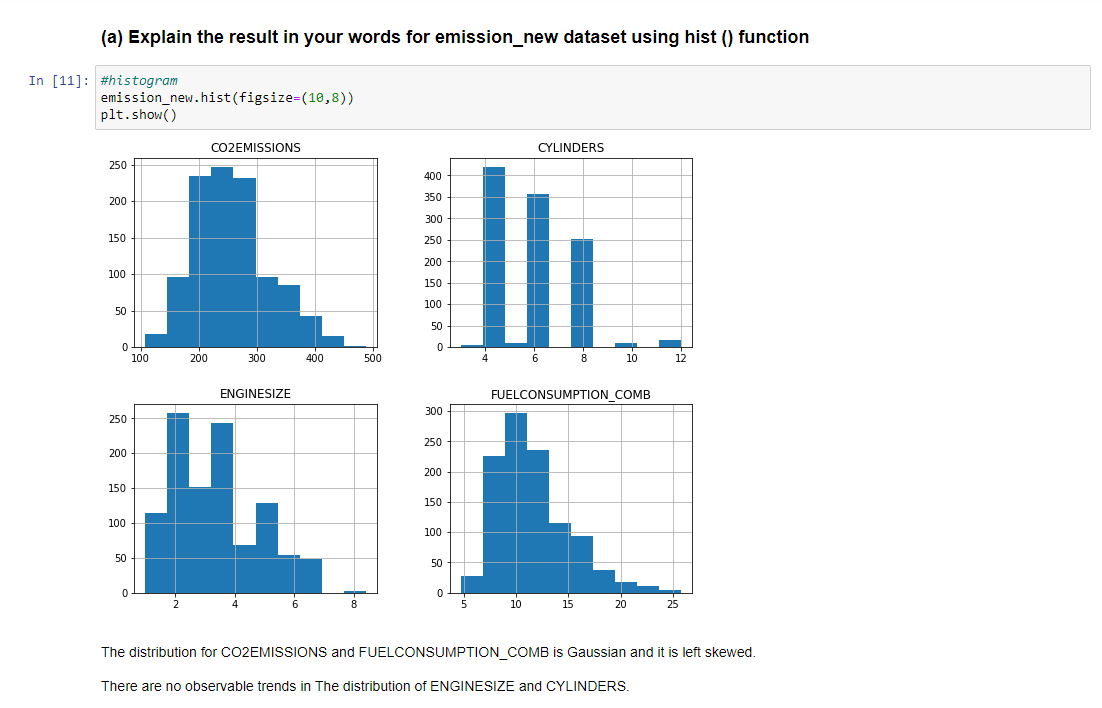 (a) Explain the result in your words for emission_new dataset using hist () function
In [11]: #histogram
emission_new.hist(figsize=(10,8))
plt.show()
CO2EMISSIONS
250
200
150
100
50
0
100 200 300 400 500
CYLINDERS
400
350
300
250
200
150
100
50
0
4 6 8 10 12
ENGINESIZE
250
200
150
100
50
0
2 4 6 8
FUELCONSUMPTION_COMB
300
250
200
150
100
50
0
5 10 15 20 25
The distribution for CO2EMISSIONS and FUELCONSUMPTION_COMB is Gaussian and it is left skewed.
There are no observable trends in The distribution of ENGINESIZE and CYLINDERS.